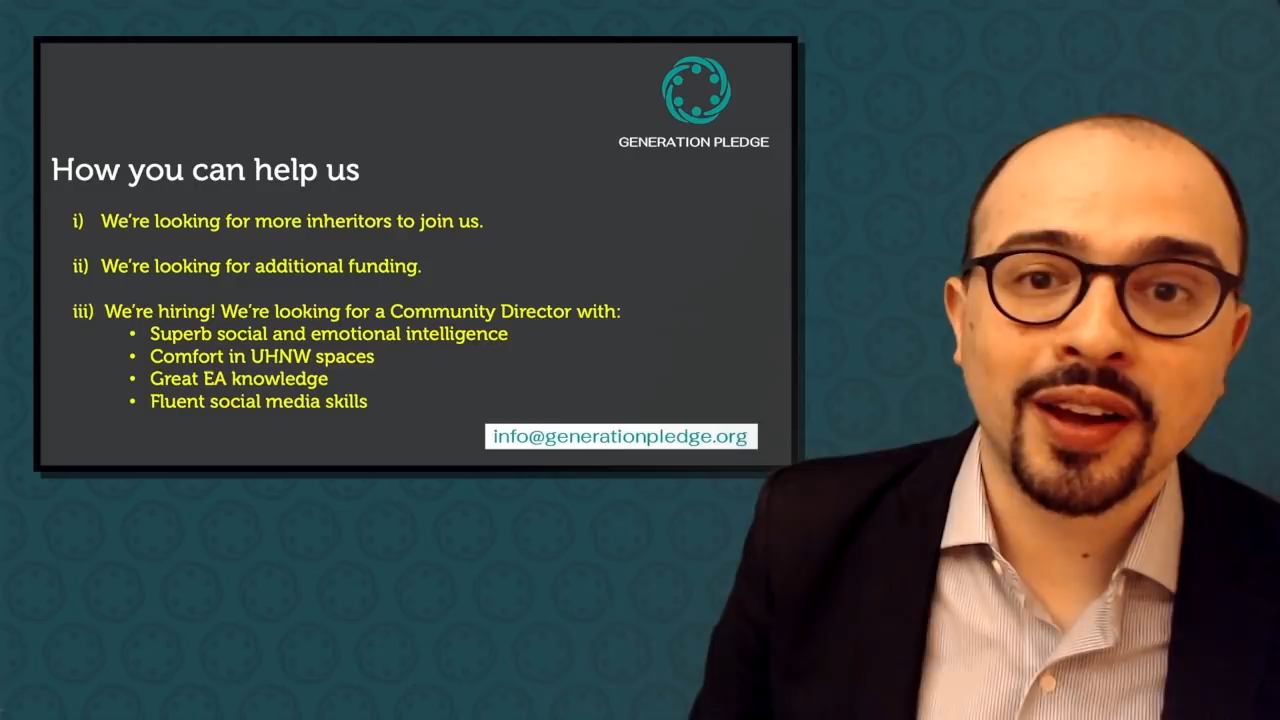 GENERATION PLEDGE
How you can help us
i) We're looking for more inheritors to join us.
ii) We're looking for additional funding.
iii) We're hiring! We're looking for a Community Director with:
• Superb social and emotional intelligence
• Comfort in UHNW spaces
• Great EA knowledge
• Fluent social media skills
info@generationpledge.org